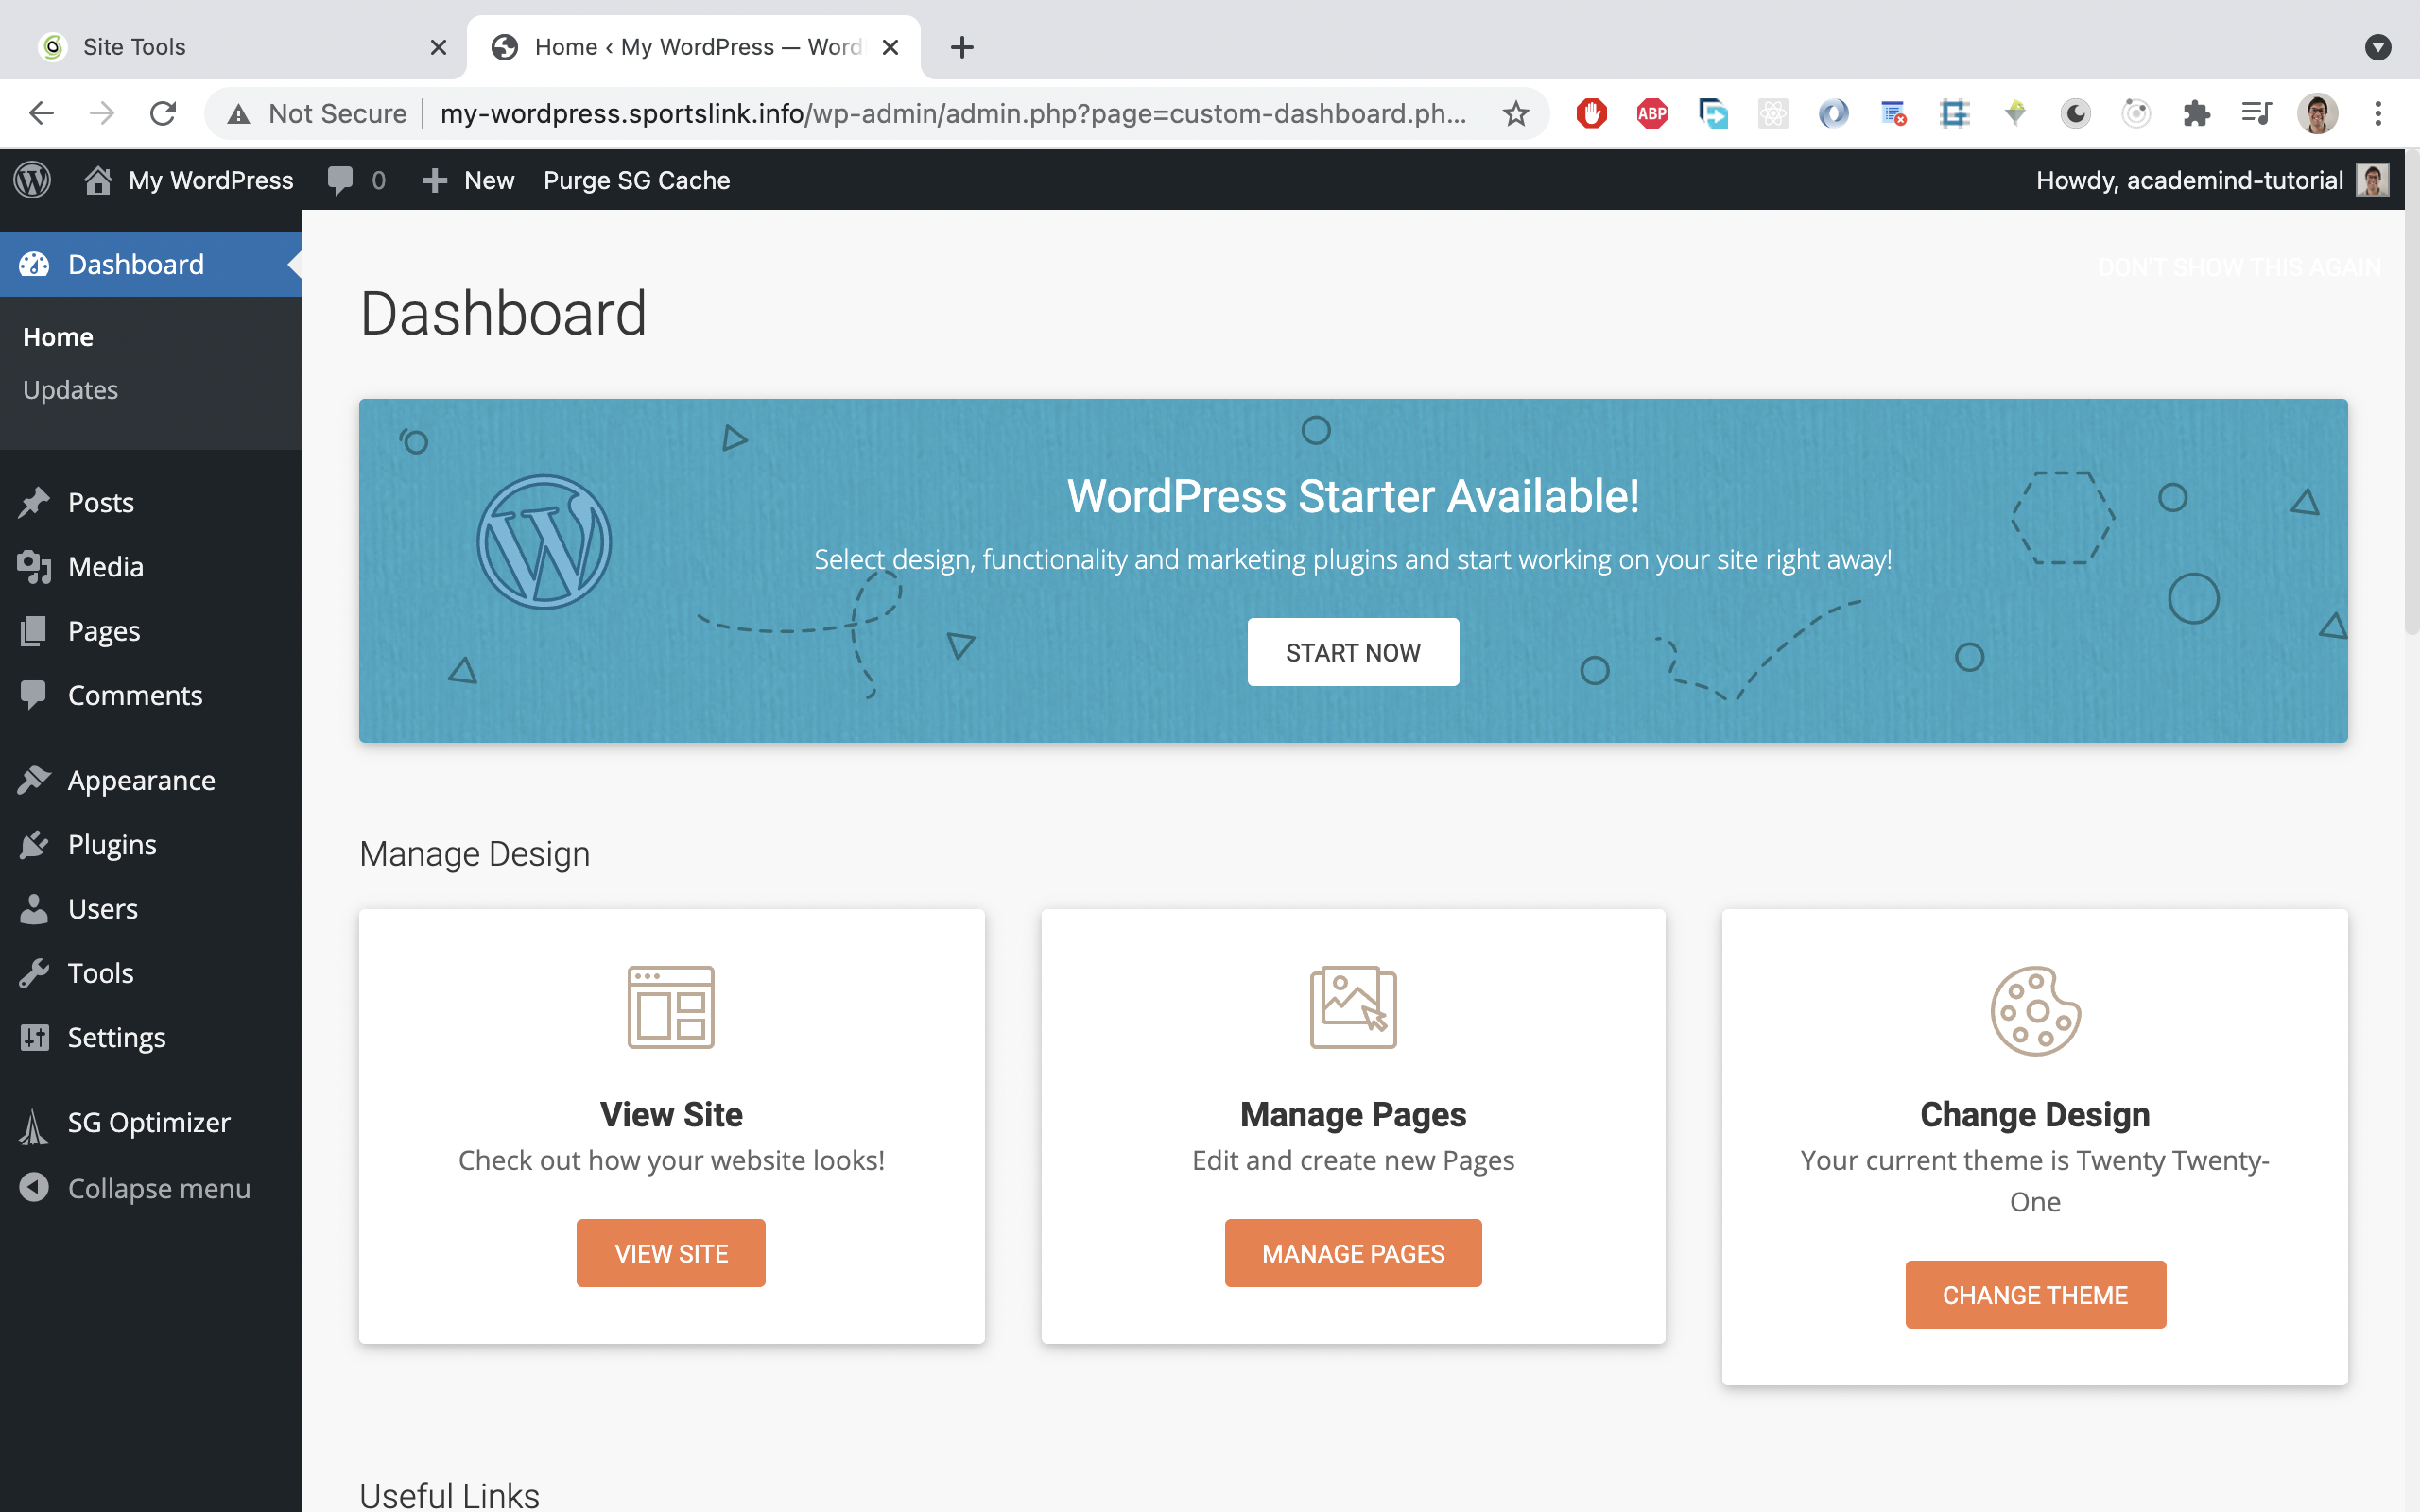 Site Tools
Home ‹ My WordPress — Word
Not Secure
my-wordpress.sportslink.info/wp-admin/admin.php?page=custom-dashboard.ph...
ABP
My WordPress
0
New
Purge SG Cache
Howdy, academind-tutorial
Dashboard
Home
Updates
Posts
Media
Pages
Comments
Appearance
Plugins
Users
Tools
Settings
SG Optimizer
Collapse menu
DON'T SHOW THIS AGAIN
Dashboard
WordPress Starter Available!
Select design, functionality and marketing plugins and start working on your site right away!
START NOW
Manage Design
View Site
Check out how your website looks!
VIEW SITE
Manage Pages
Edit and create new Pages
MANAGE PAGES
Change Design
Your current theme is Twenty Twenty-
One
CHANGE THEME
Useful Links